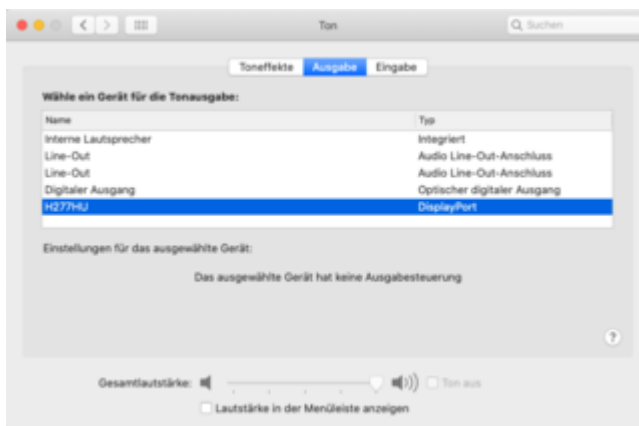 Ton
Suchen
Toneffekte Ausgabe Eingabe
Wähle ein Gerät für die Tonausgabe:
Name Typ
Interne Lautsprecher Integriert
Line-Out Audio Line-Out-Anschluss
Line-Out Audio Line-Out-Anschluss
Digitaler Ausgang Optischer digitaler Ausgang
H277HU DisplayPort
Einstellungen für das ausgewählte Gerät:
Das ausgewählte Gerät hat keine Ausgabesteuerung
?
Gesamtlautstärke: Ton aus
Lautstärke in der Menüleiste anzeigen